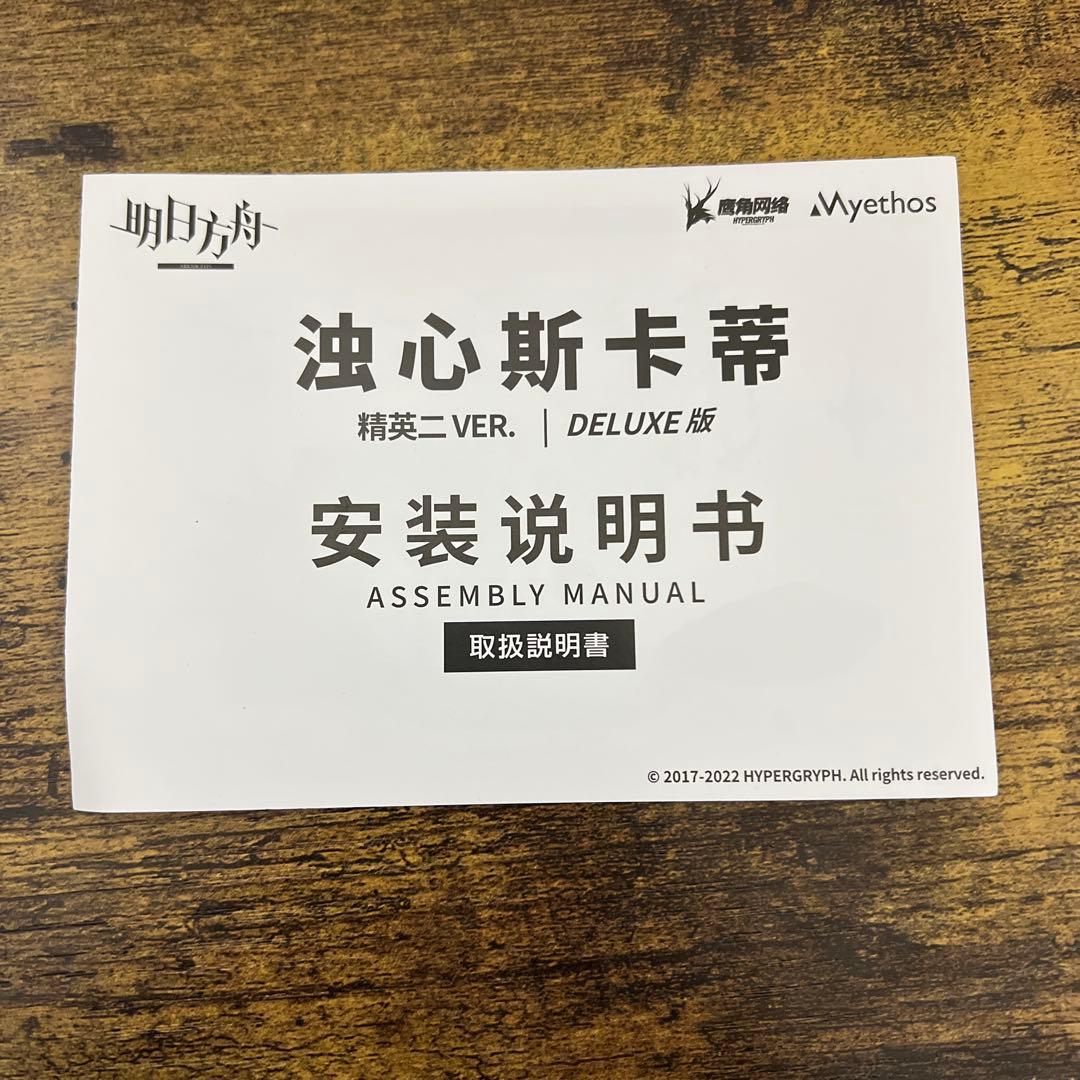 明日方舟
鹰角网络
HYPERGRYPH
Myethos
浊心斯卡蒂
精英二 VER. | DELUXE 版
安装说明书
ASSEMBLY MANUAL
取扱説明書
© 2017-2022 HYPERGRYPH. All rights reserved.